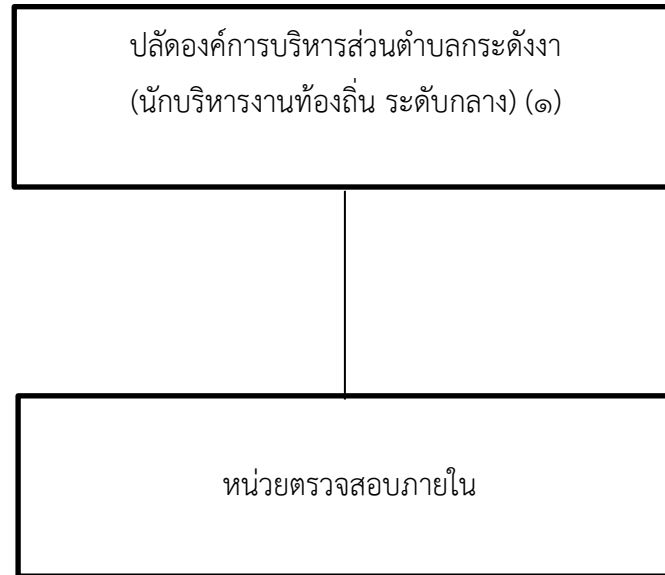 ปลัดองค์การบริหารส่วนตำบลกระดังงา
(นักบริหารงานท้องถิ่น ระดับกลาง) (๑)
หน่วยตรวจสอบภายใน